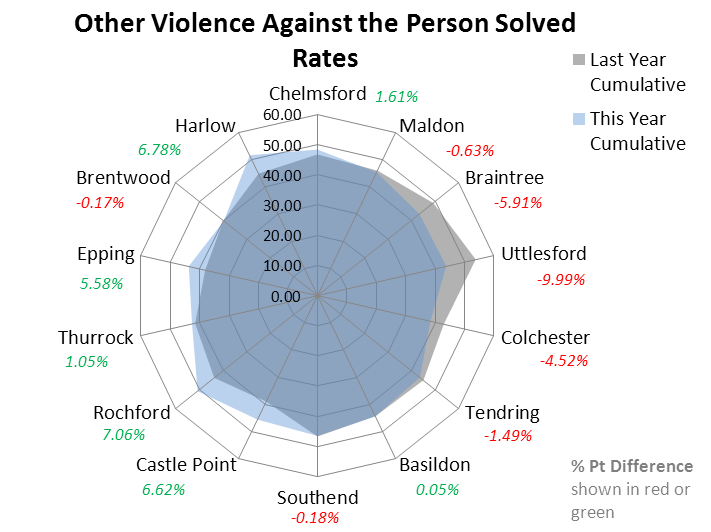 Other Violence Against the Person Solved
Rates
Last Year
Cumulative
This Year
Cumulative
Chelmsford 1.61%
60.00
50.00
40.00
30.00
20.00
10.00
0.00
Maldon
-0.63%
Braintree
-5.91%
Uttlesford
-9.99%
Colchester
-4.52%
Tendring
-1.49%
Basildon
0.05%
Southend
-0.18%
Castle Point
6.62%
Rochford
7.06%
Thurrock
1.05%
Epping
5.58%
Brentwood
-0.17%
Harlow
6.78%
% Pt Difference
shown in red or
green